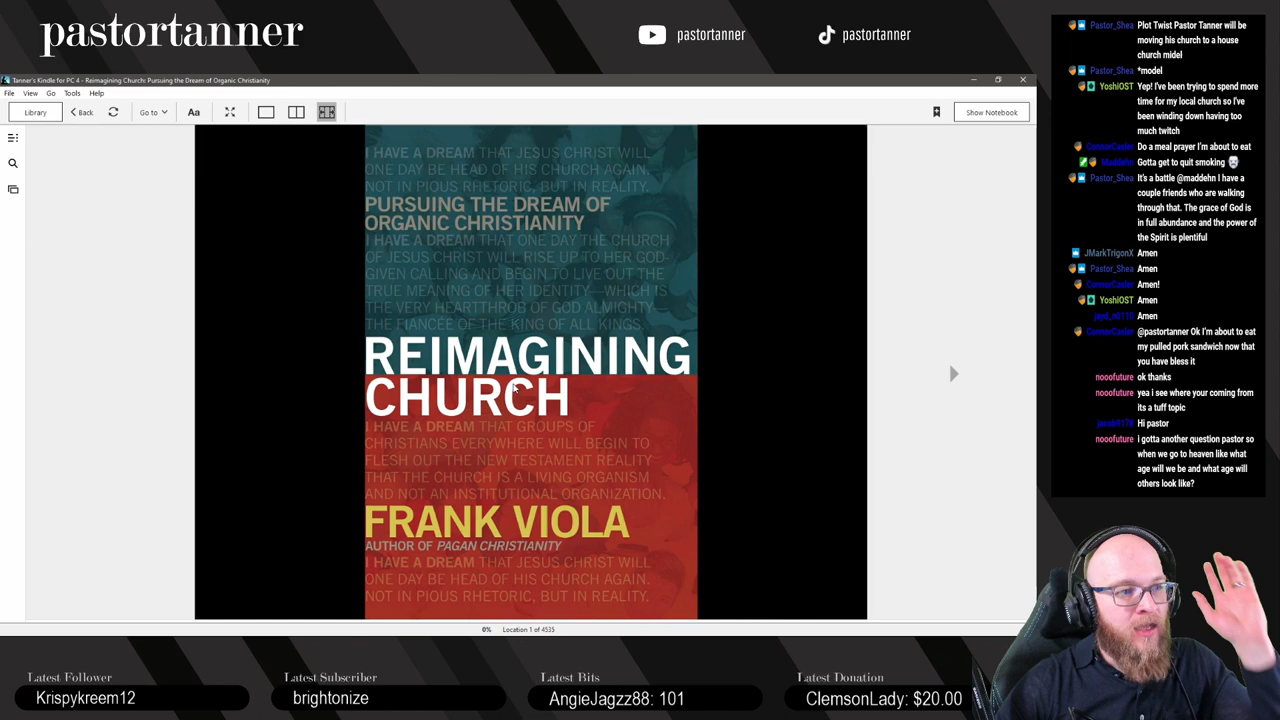 pastortanner
pastortanner
pastortanner
Tanner's Kindle for PC 4 - Reimagining Church: Pursuing the Dream of Organic Christianity
File View Go Tools Help
Library
Back
Aa
Go to
Show Notebook
I HAVE A DREAM THAT JESUS CHRIST WILL
ONE DAY BE HEAD OF HIS CHURCH AGAIN.
NOT IN PIOUS RHETORIC, BUT IN REALITY.
PURSUING THE DREAM OF
ORGANIC CHRISTIANITY
I HAVE A DREAM THAT ONE DAY THE CHURCH
OF JESUS CHRIST WILL RISE UP TO HER GOD-
GIVEN CALLING AND BEGIN TO LIVE OUT THE
TRUE MEANING OF HER IDENTITY—WHICH IS
THE VERY HEARTTHROB OF GOD ALMIGHTY-
THE FIANCÉE OF THE KING OF ALL KINGS.
REIMAGINING
CHURCH
I HAVE A DREAM THAT GROUPS OF
CHRISTIANS EVERYWHERE WILL BEGIN TO
FLESH OUT THE NEW TESTAMENT REALITY
THAT THE CHURCH IS A LIVING ORGANISM
AND NOT AN INSTITUTIONAL ORGANIZATION.
FRANK VIOLA
AUTHOR OF PAGAN CHRISTIANITY
I HAVE A DREAM THAT JESUS CHRIST WILL
ONE DAY BE HEAD OF HIS CHURCH AGAIN.
NOT IN PIOUS RHETORIC, BUT IN REALITY.
0% Location 1 of 4535
Pastor_Shea Plot Twist Pastor Tanner will be
moving his church to a house
church midel
Pastor_Shea *model
YoshiOST Yep! I've been trying to spend more
time for my local church so I've
been winding down having too
much twitch
ConnorCasler Do a meal prayer I'm about to eat
Maddehn Gotta get to quit smoking
Pastor_Shea It's a battle @maddehn I have a
couple friends who are walking
through that. The grace of God is
in full abundance and the power of
the Spirit is plentiful
JMarkTrigonX Amen
Pastor_Shea Amen
ConnorCasler Amen!
YoshiOST Amen
Amen
ConnorCasler @pastortanner Ok I'm about to eat
my pulled pork sandwich now that
you have bless it
nooofuture ok thanks
nooofuture yea i see where your coming from
its a tuff topic
Hi pastor
nooofuture i gotta another question pastor so
when we go to heaven like what
age will we be and what age will
others look like?
Latest Follower
Krispykreem12
Latest Subscriber
brightonize
Latest Bits
AngieJagzz88: 101
Latest Donation
ClemsonLady: $20.00